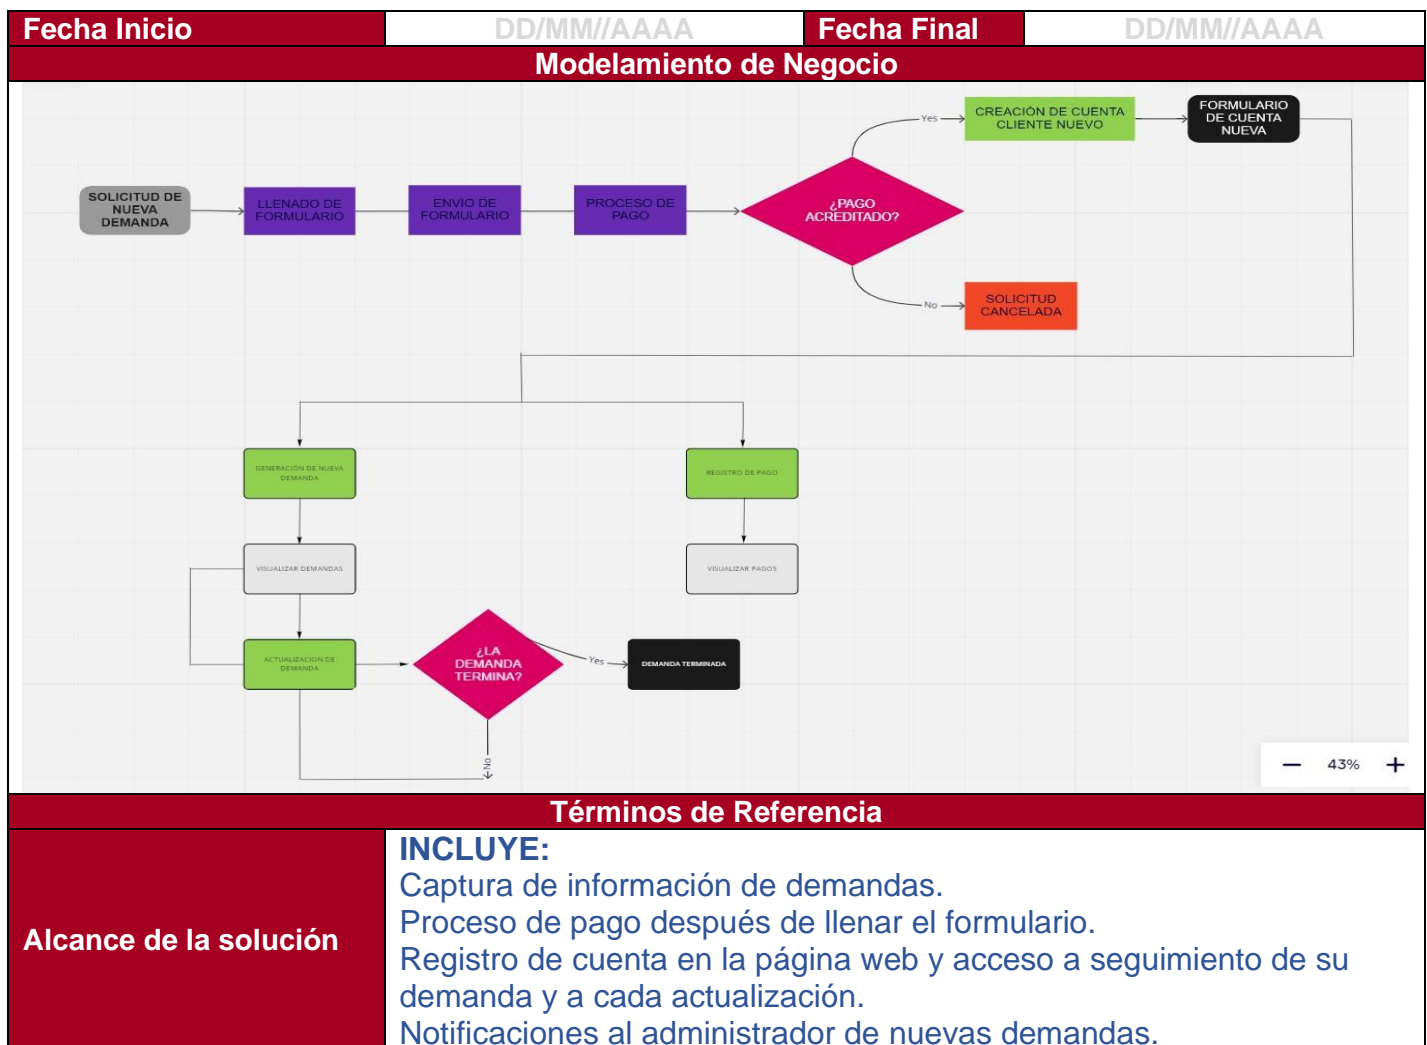 Fecha Inicio DD/MM//AAAA Fecha Final DD/MM//AAAA
Modelamiento de Negocio
SOLICITUD DE
NUEVA
DEMANDA
LLENADO DE
FORMULARIO
ENVÍO DE
FORMULARIO
PROCESO DE
PAGO
¿PAGO
ACREDITADO?
Yes
CREACIÓN DE CUENTA
CLIENTE NUEVO
FORMULARIO
DE CUENTA
NUEVA
No
SOLICITUD
CANCELADA
GENERACIÓN DE NUEVA
DEMANDA
REGISTRO DE PAGO
VISUALIZAR DEMANDAS
VISUALIZAR PAGOS
ACTUALIZACIÓN DE
DEMANDA
¿LA
DEMANDA
TERMINA?
Yes
DEMANDA TERMINADA
No
43%
Términos de Referencia
Alcance de la solución
INCLUYE:
Captura de información de demandas.
Proceso de pago después de llenar el formulario.
Registro de cuenta en la página web y acceso a seguimiento de su
demanda y a cada actualización.
Notificaciones al administrador de nuevas demandas.